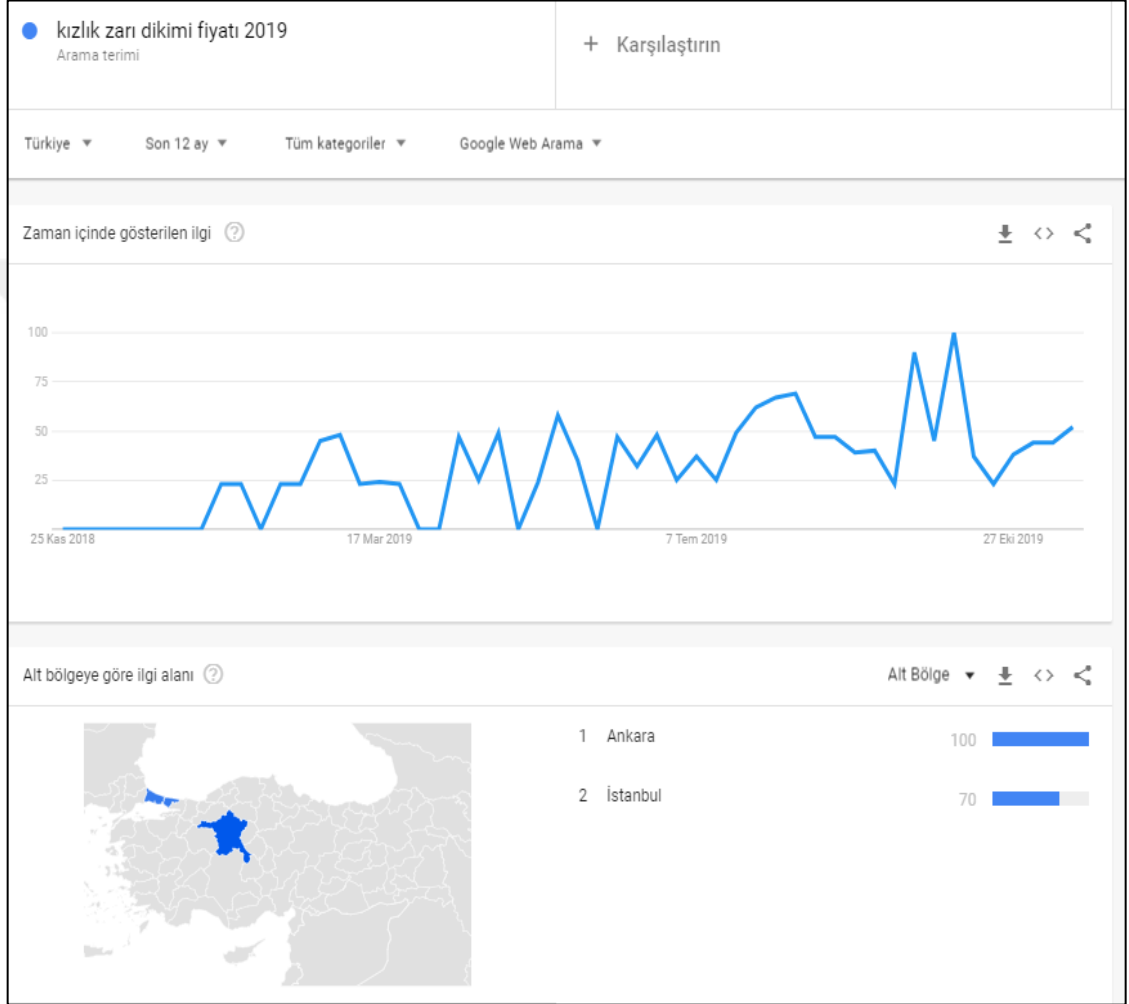 kızlık zarı dikimi fiyatı 2019
Arama terimi
+ Karşılaştırın
Türkiye
Son 12 ay
Tüm kategoriler
Google Web Arama
Zaman içinde gösterilen ilgi
100
75
50
25
25 Kas 2018
17 Mar 2019
7 Tem 2019
27 Eki 2019
Alt bölgeye göre ilgi alanı
Alt Bölge
1 Ankara 100
2 İstanbul 70